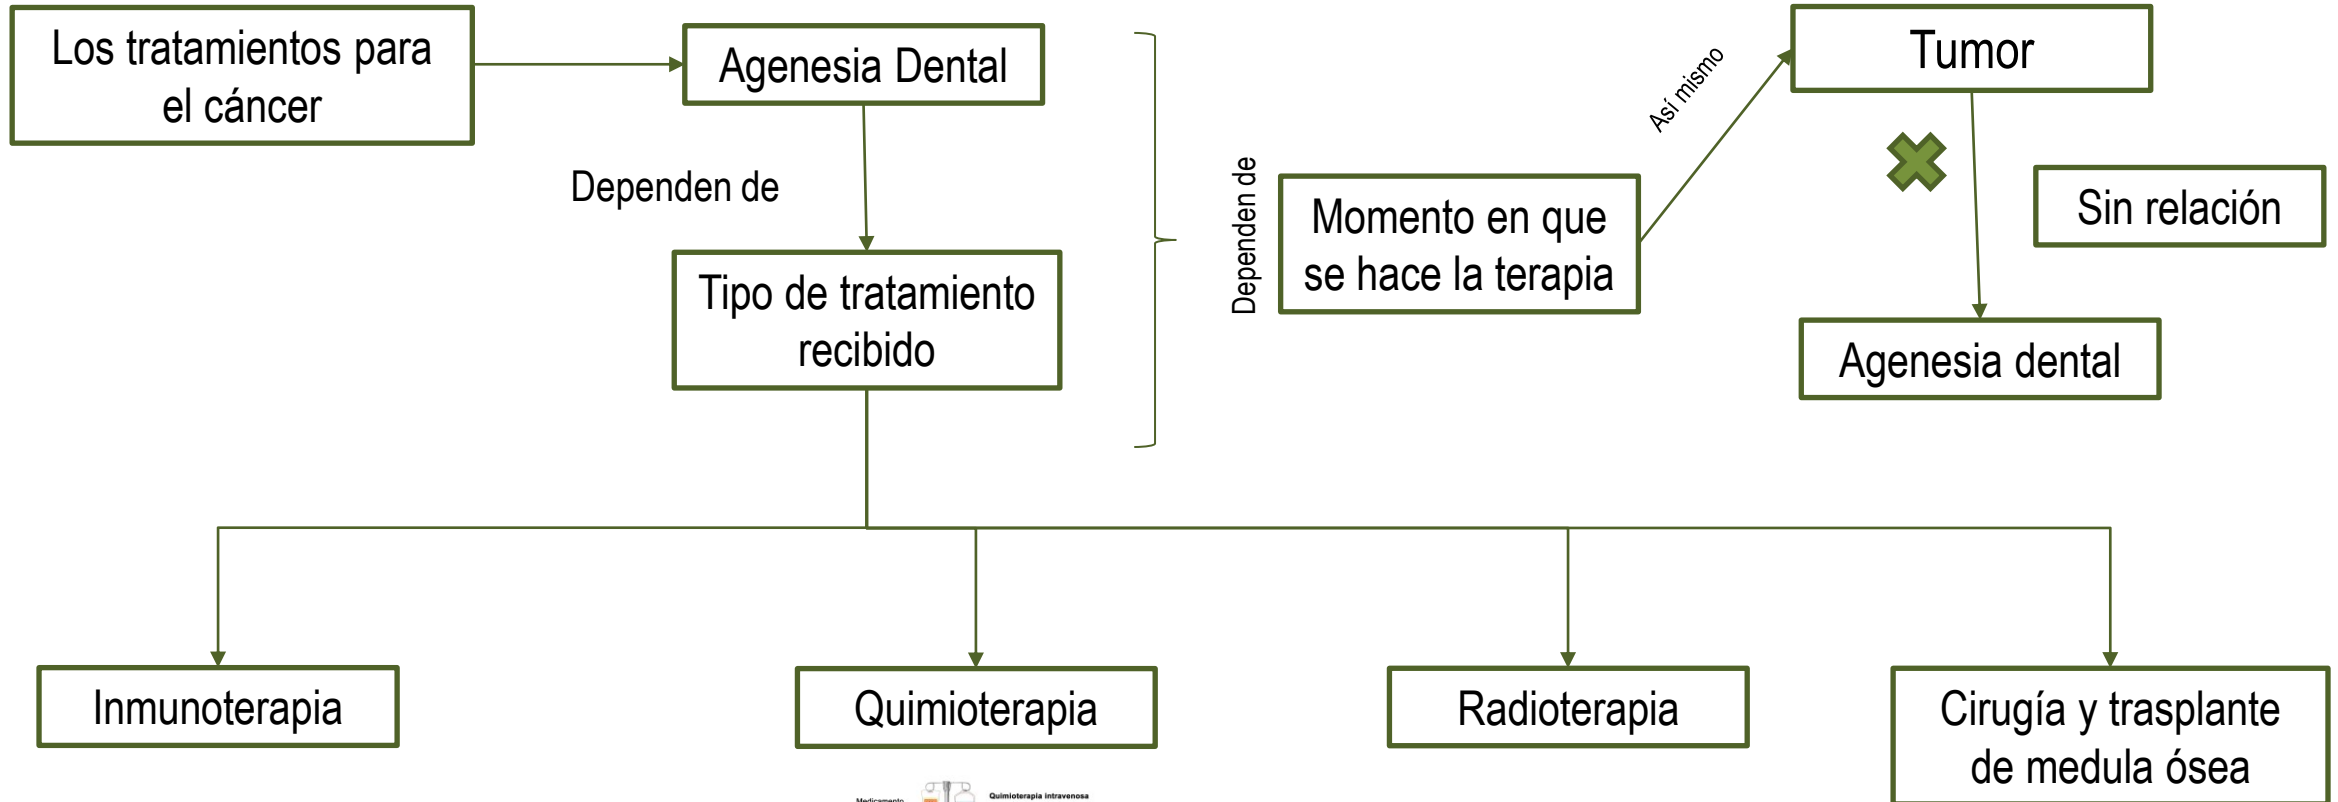 Los tratamientos para
el cáncer
Agenesia Dental
Dependen de
Tipo de tratamiento
recibido
Dependen de
Momento en que
se hace la terapia
Así mismo
Tumor
Sin relación
Agenesia dental
Inmunoterapia
Quimioterapia
Radioterapia
Cirugía y trasplante
de medula ósea
Medicamento
Quimioterapia intravenosa